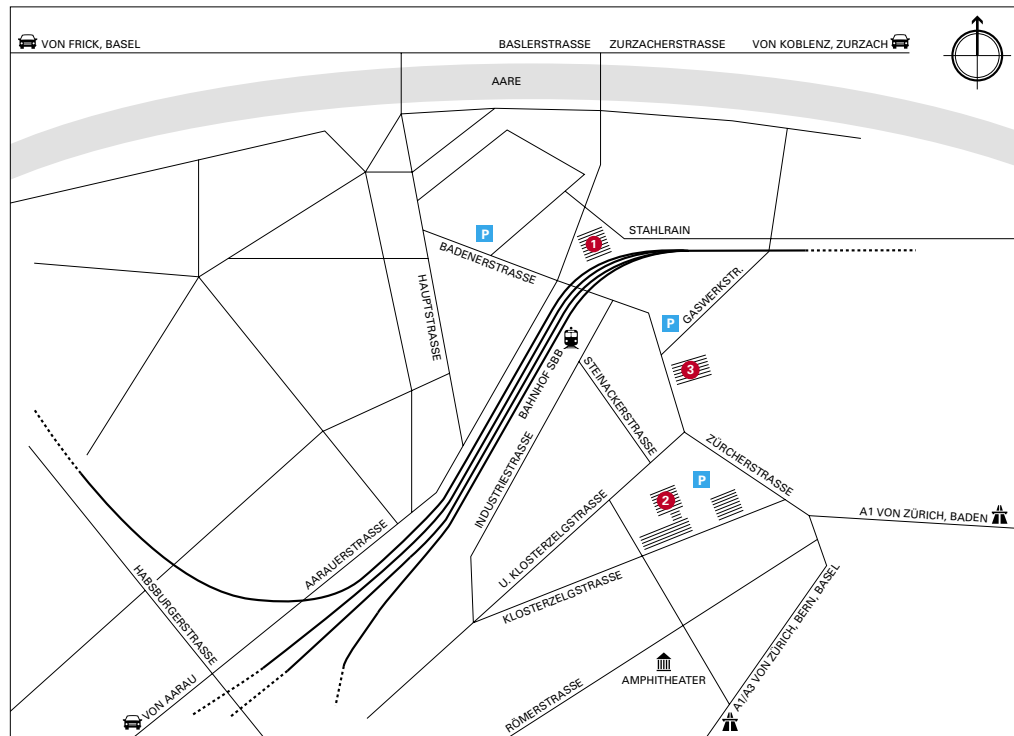 VON FRICK, BASEL
BASLERSTRASSE
ZURZACHERSTRASSE
VON KOBLENZ, ZURZACH
AARE
P
STAHLRAIN
1
BADENERSTRASSE
HAUPTSTRASSE
GASWERKSTR.
P
BAHNHOF SBB
STEINACKERSTRASSE
3
INDUSTRIESTRASSE
ZÜRCHERSTRASSE
P
2
A1 VON ZÜRICH, BADEN
U. KLOSTERZELGSTRASSE
AARAUERSTRASSE
HABSBURGERSTRASSE
KLOSTERZELGSTRASSE
A1/A3 VON ZÜRICH, BERN, BASEL
AMPHITHEATER
RÖMERSTRASSE
VON AARAU